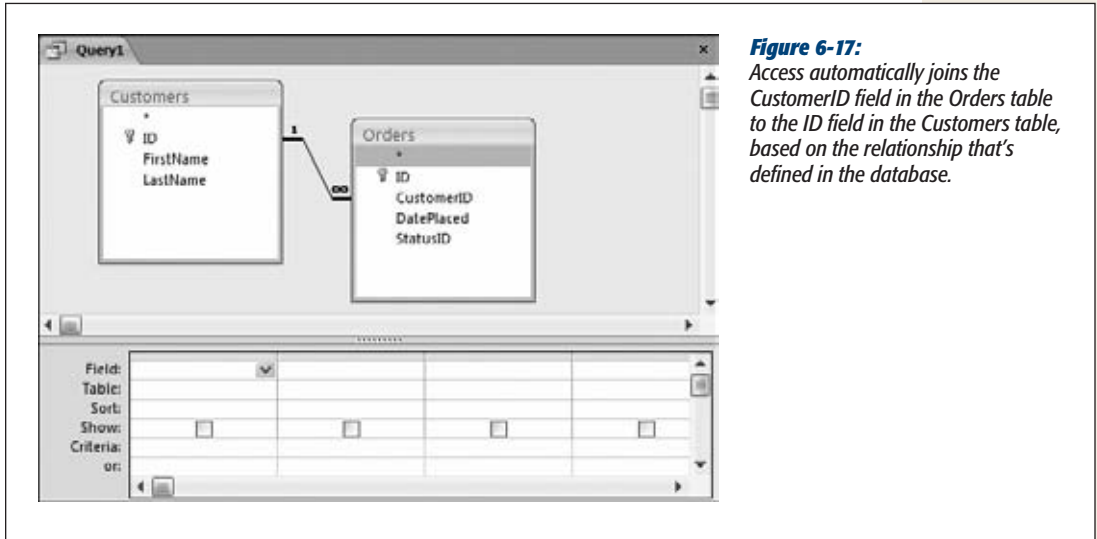 Query1
×
Customers
*
ID
FirstName
LastName
1
∞
Orders
*
ID
CustomerID
DatePlaced
StatusID
Field:
Table:
Sort:
Show:
Criteria:
or:
Figure 6-17:
Access automatically joins the
CustomerID field in the Orders table
to the ID field in the Customers table,
based on the relationship that's
defined in the database.